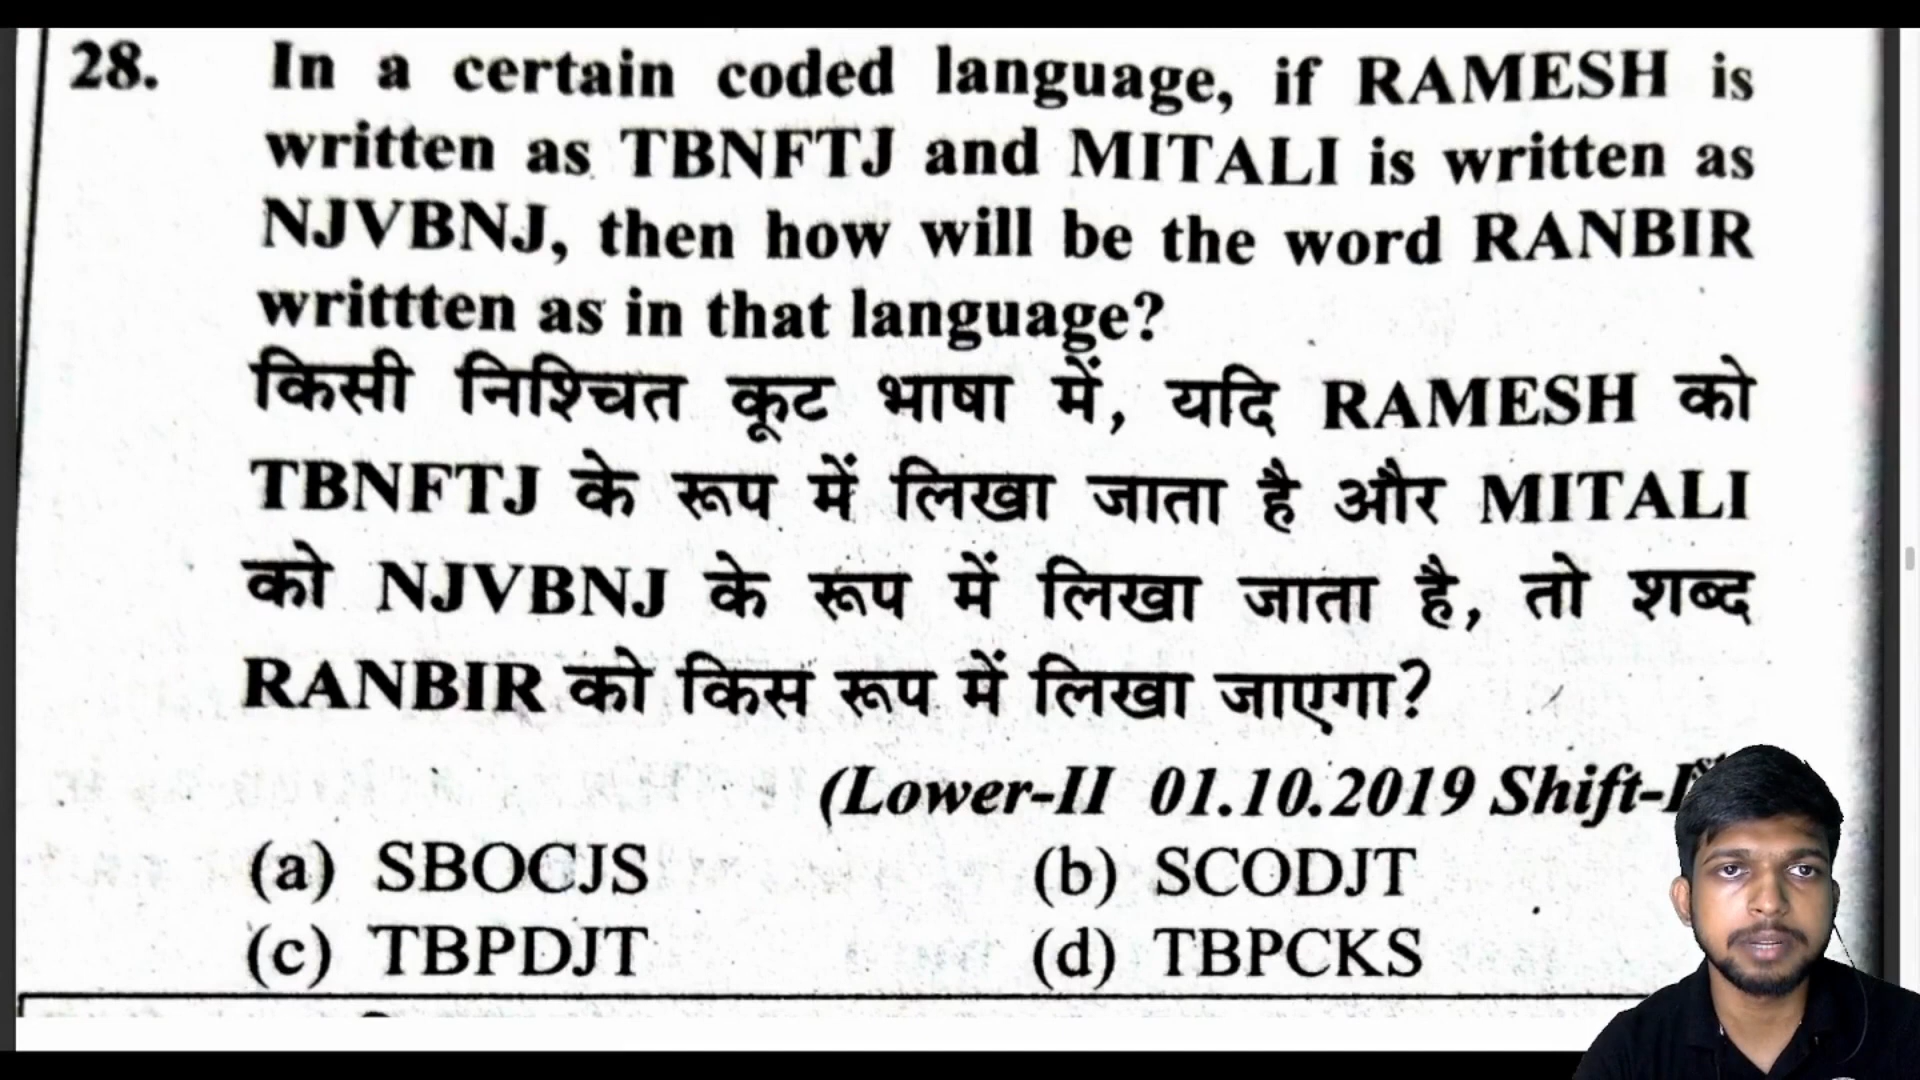 28. In a certain coded language, if RAMESH is
written as TBNFTJ and MITALI is written as
NJVBNJ, then how will be the word RANBIR
writtten as in that language?
किसी निश्चित कूट भाषा में, यदि RAMESH को
TBNFTJ के रूप में लिखा जाता है और MITALI
को NJVBNJ के रूप में लिखा जाता है, तो शब्द
RANBIR को किस रूप में लिखा जाएगा?
(Lower-II 01.10.2019
(a) SBOCJS (b) SCODJT
(c) TBPDJT (d) TBPCKS